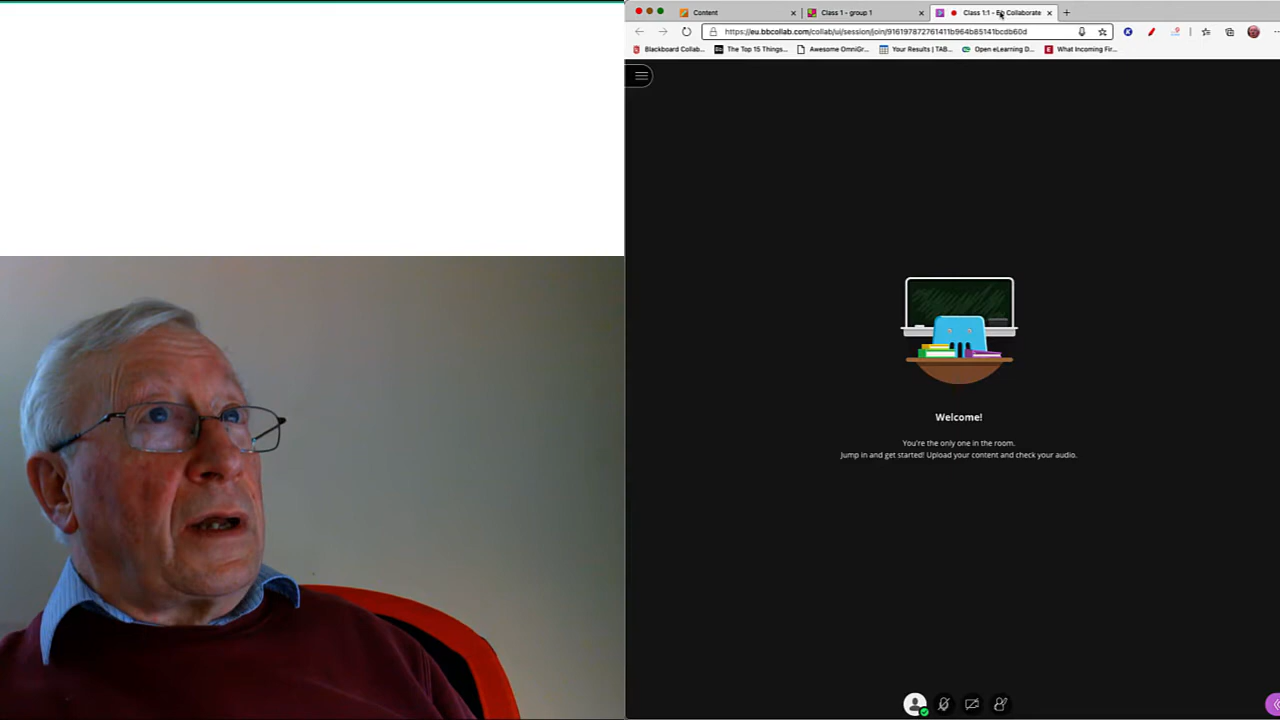 Content
Class 1 - group 1
Class 1:1 - Bb Collaborate
https://eu.bbcollab.com/collab/ui/session/join/916197872761411b964b85141bcdb60d
Blackboard Collab...
The Top 15 Things...
Awesome OmniGr...
Your Results | TAB...
Open eLearning D...
What Incoming Fir...
Welcome!
You're the only one in the room.
Jump in and get started! Upload your content and check your audio.